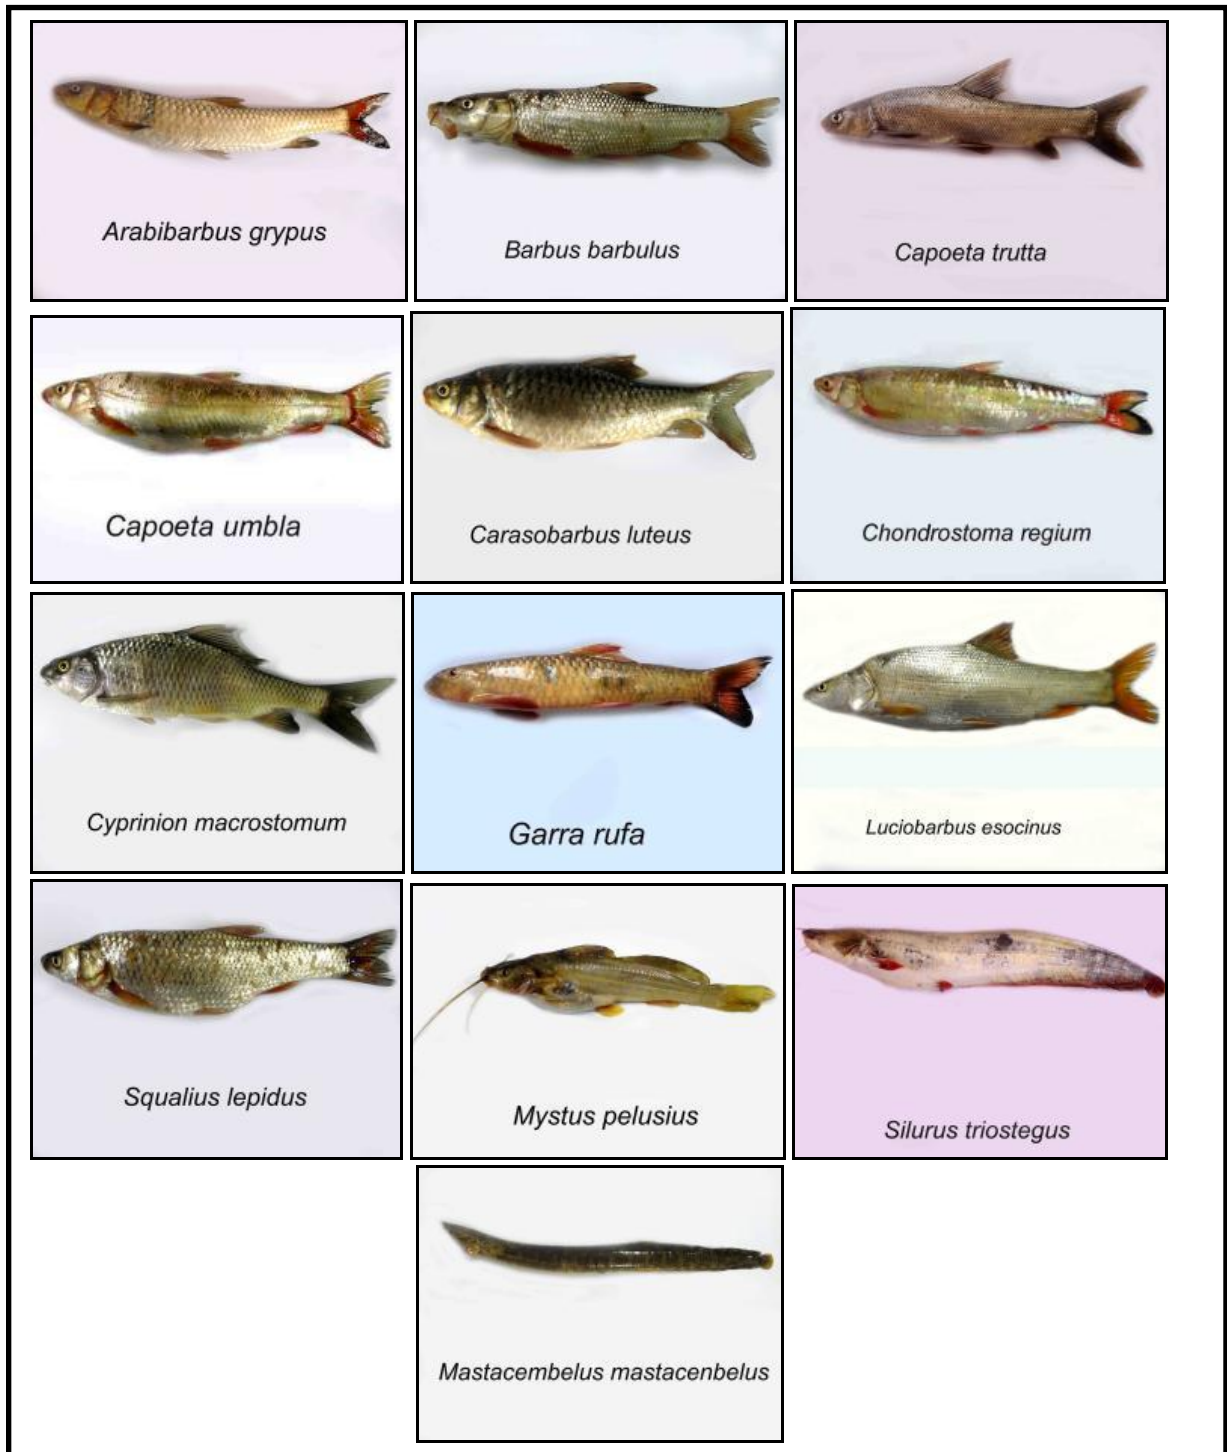 Arabibarbus grypus
Barbus barbulus
Capoeta trutta
Capoeta umbla
Carasobarbus luteus
Chondrostoma regium
Cyprinion macrostomum
Garra rufa
Luciobarbus esocinus
Squalius lepidus
Mystus pelusius
Silurus triostegus
Mastacembelus mastacenbelus